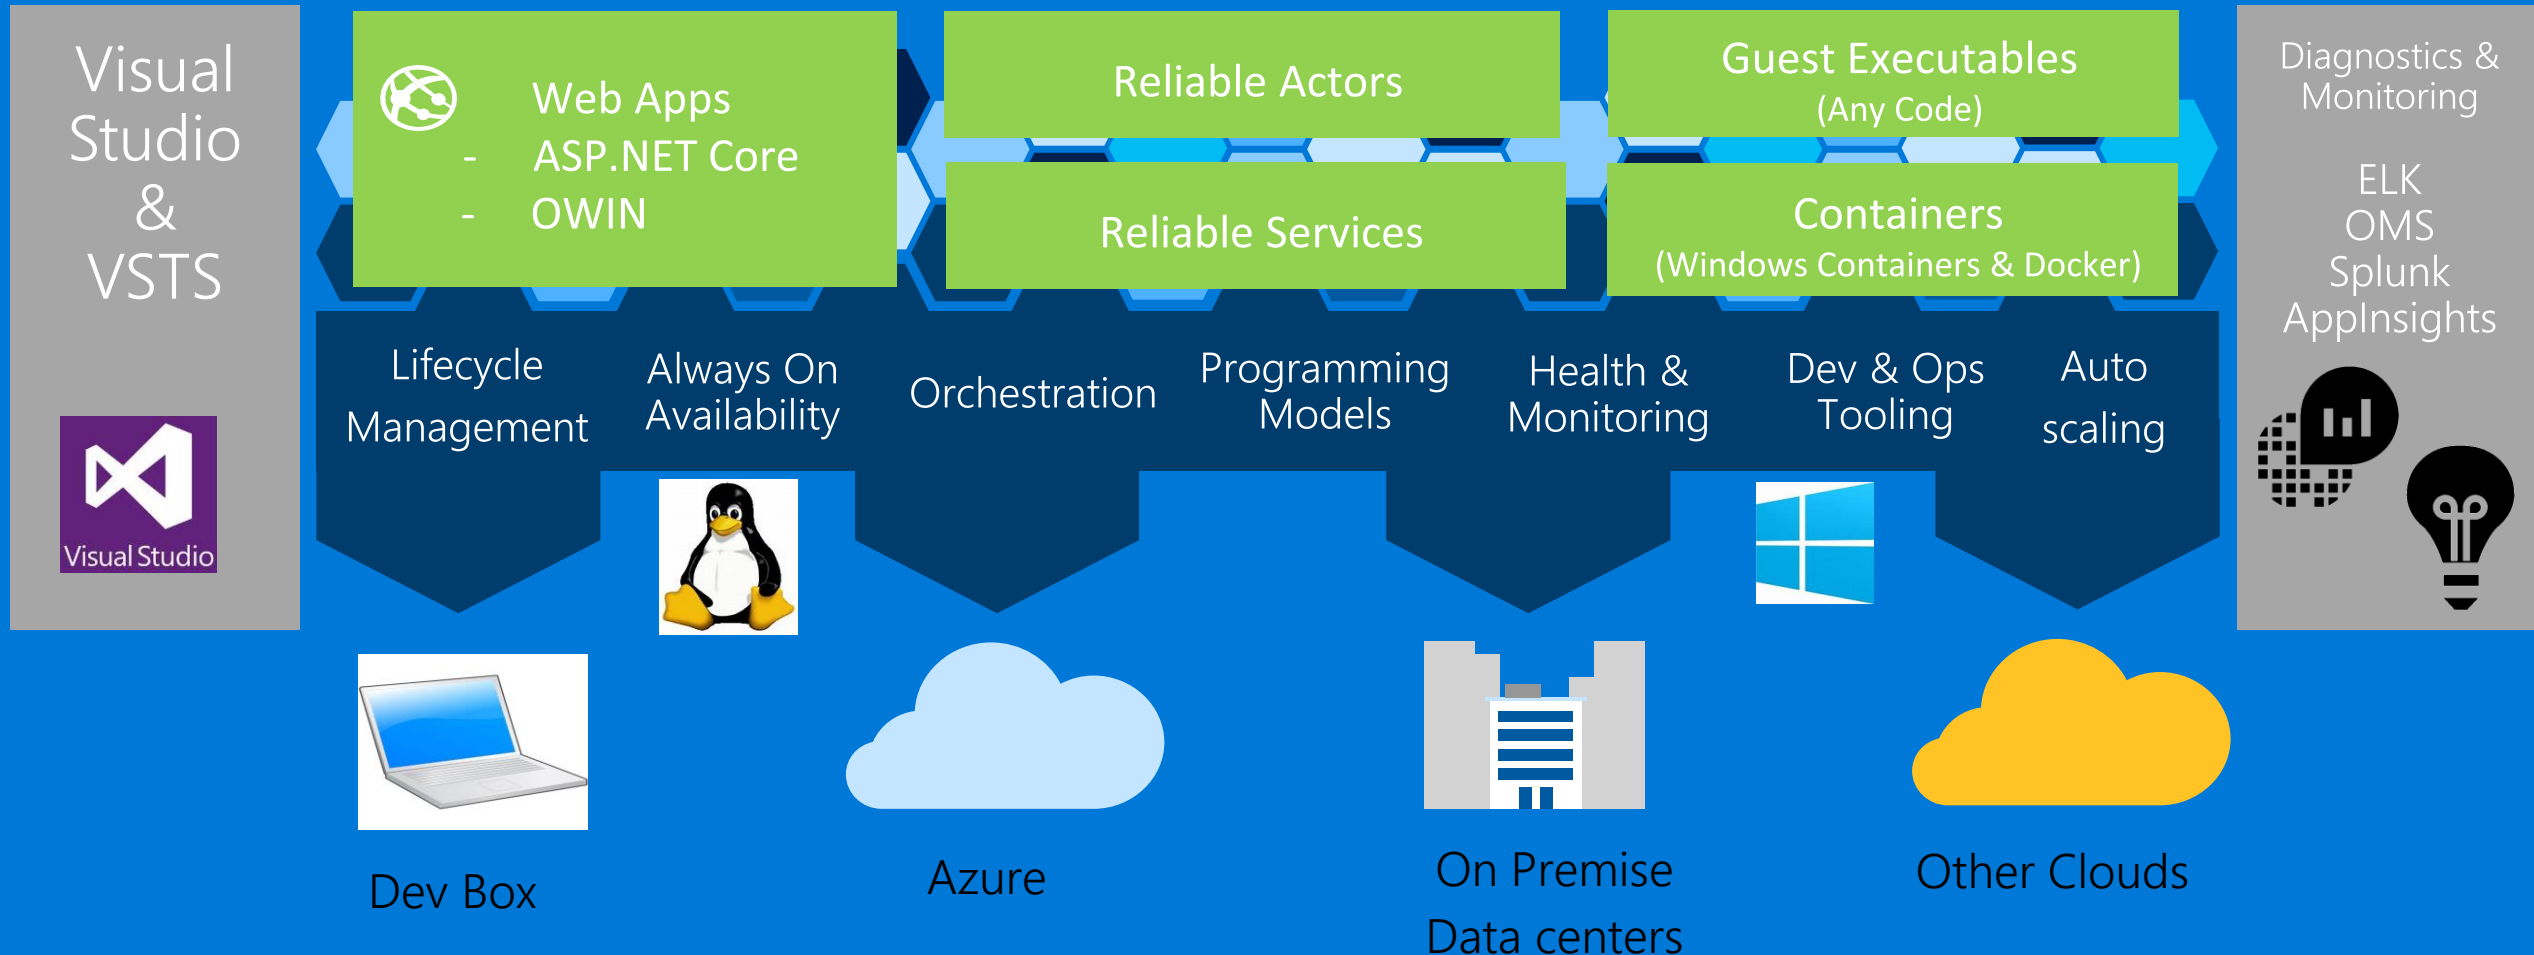 Visual
Studio
&
VSTS
Visual Studio
Web Apps
- ASP.NET Core
- OWIN
Reliable Actors
Reliable Services
Guest Executables
(Any Code)
Containers
(Windows Containers & Docker)
Diagnostics &
Monitoring
ELK
OMS
Splunk
AppInsights
Lifecycle
Management
Always On
Availability
Orchestration
Programming
Models
Health &
Monitoring
Dev & Ops
Tooling
Auto
scaling
Dev Box
Azure
On Premise
Data centers
Other Clouds